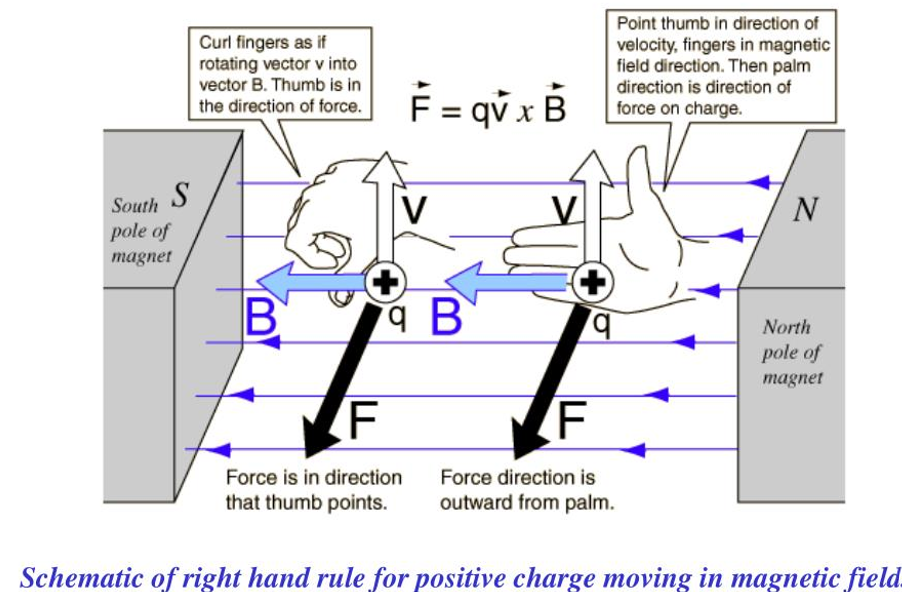 Curl fingers as if
rotating vector v into
vector B. Thumb is in
the direction of force.
Point thumb in direction of
velocity, fingers in magnetic
field direction. Then palm
direction is direction of
force on charge.
F = qv x B
South
pole of
magnet
S
N
North
pole of
magnet
v
B
q
F
v
B
q
F
Force is in direction
that thumb points.
Force direction is
outward from palm.
Schematic of right hand rule for positive charge moving in magnetic field.